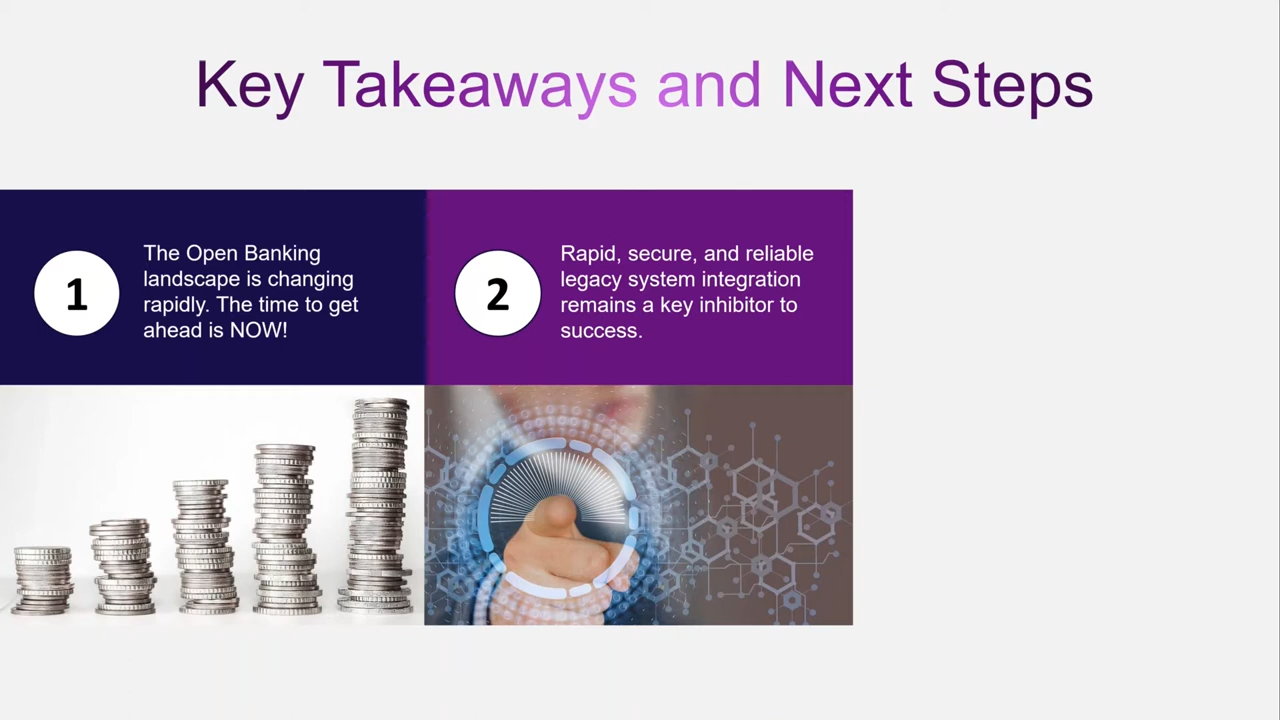 Key Takeaways and Next Steps
1
The Open Banking
landscape is changing
rapidly. The time to get
ahead is NOW!
2
Rapid, secure, and reliable
legacy system integration
remains a key inhibitor to
success.